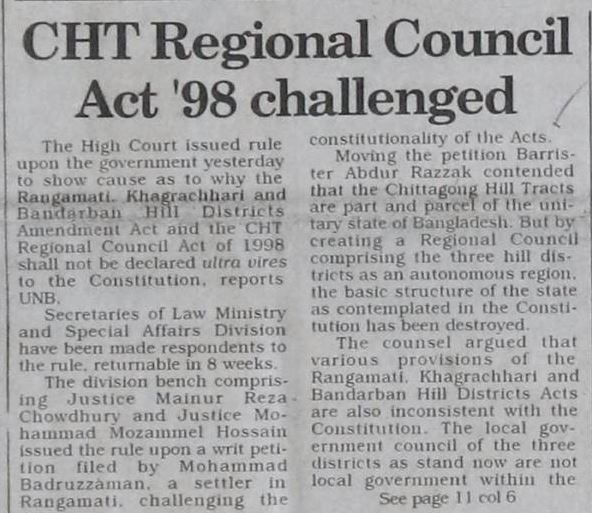 CHT Regional Council
Act '98 challenged
The High Court issued rule
upon the government yesterday
to show cause as to why the
Rangamati, Khagrachhari and
Bandarban Hill Districts
Amendment Act and the CHT
Regional Council Act of 1998
shall not be declared ultra vires
to the Constitution, reports
UNB.
Secretaries of Law Ministry
and Special Affairs Division
have been made respondents to
the rule, returnable in 8 weeks.
The division bench compris-
ing Justice Mainur Reza
Chowdhury and Justice Mo-
hammad Mozammel Hossain
issued the rule upon a writ peti-
tion filed by Mohammad
Badruzzaman, a settler in
Rangamati, challenging the
constitutionality of the Acts.
Moving the petition Barris-
ter Abdur Razzak contended
that the Chittagong Hill Tracts
are part and parcel of the uni-
tary state of Bangladesh. But by
creating a Regional Council
comprising the three hill dis-
tricts as an autonomous region,
the basic structure of the state
as contemplated in the Consti-
tution has been destroyed.
The counsel argued that
various provisions of the
Rangamati, Khagrachhari and
Bandarban Hill Districts Acts
are also inconsistent with the
Constitution. The local gov-
ernment council of the three
districts as stand now are not
local government within the
See page 11 col 6